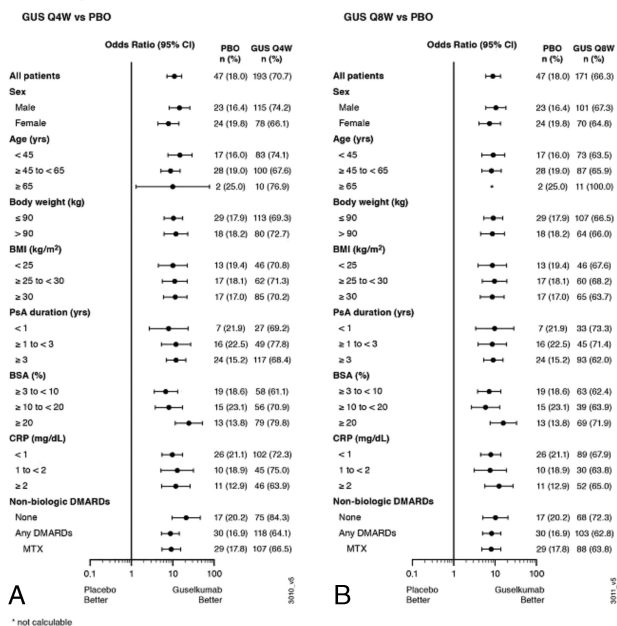 GUS Q4W vs PBO
Odds Ratio (95% CI) PBO GUS Q4W
n (%) n (%)
All patients 47 (18.0) 193 (70.7)
Sex
Male 23 (16.4) 115 (74.2)
Female 24 (19.8) 78 (66.1)
Age (yrs)
< 45 17 (16.0) 83 (74.1)
≥ 45 to < 65 28 (19.0) 100 (67.6)
≥ 65 2 (25.0) 10 (76.9)
Body weight (kg)
≤ 90 29 (17.9) 113 (69.3)
> 90 18 (18.2) 80 (72.7)
BMI (kg/m²)
< 25 13 (19.4) 46 (70.8)
≥ 25 to < 30 17 (18.1) 62 (71.3)
≥ 30 17 (17.0) 85 (70.2)
PsA duration (yrs)
< 1 7 (21.9) 27 (69.2)
≥ 1 to < 3 16 (22.5) 49 (77.8)
≥ 3 24 (15.2) 117 (68.4)
BSA (%)
≥ 3 to < 10 19 (18.6) 58 (61.1)
≥ 10 to < 20 15 (23.1) 56 (70.9)
≥ 20 13 (13.8) 79 (79.8)
CRP (mg/dL)
< 1 26 (21.1) 102 (72.3)
1 to < 2 10 (18.9) 45 (75.0)
≥ 2 11 (12.9) 46 (63.9)
Non-biologic DMARDs
None 17 (20.2) 75 (84.3)
Any DMARDs 30 (16.9) 118 (64.1)
MTX 29 (17.8) 107 (66.5)
0.1 1 10 100
Placebo Guselkumab
Better Better
3010_v5
A
* not calculable
GUS Q8W vs PBO
Odds Ratio (95% CI) PBO GUS Q8W
n (%) n (%)
All patients 47 (18.0) 171 (66.3)
Sex
Male 23 (16.4) 101 (67.3)
Female 24 (19.8) 70 (64.8)
Age (yrs)
< 45 17 (16.0) 73 (63.5)
≥ 45 to < 65 28 (19.0) 87 (65.9)
≥ 65 * 2 (25.0) 11 (100.0)
Body weight (kg)
≤ 90 29 (17.9) 107 (66.5)
> 90 18 (18.2) 64 (66.0)
BMI (kg/m²)
< 25 13 (19.4) 46 (67.6)
≥ 25 to < 30 17 (18.1) 60 (68.2)
≥ 30 17 (17.0) 65 (63.7)
PsA duration (yrs)
< 1 7 (21.9) 33 (73.3)
≥ 1 to < 3 16 (22.5) 45 (71.4)
≥ 3 24 (15.2) 93 (62.0)
BSA (%)
≥ 3 to < 10 19 (18.6) 63 (62.4)
≥ 10 to < 20 15 (23.1) 39 (63.9)
≥ 20 13 (13.8) 69 (71.9)
CRP (mg/dL)
< 1 26 (21.1) 89 (67.9)
1 to < 2 10 (18.9) 30 (63.8)
≥ 2 11 (12.9) 52 (65.0)
Non-biologic DMARDs
None 17 (20.2) 68 (72.3)
Any DMARDs 30 (16.9) 103 (62.8)
MTX 29 (17.8) 88 (63.8)
0.1 1 10 100
Placebo Guselkumab
Better Better
3011_v5
B